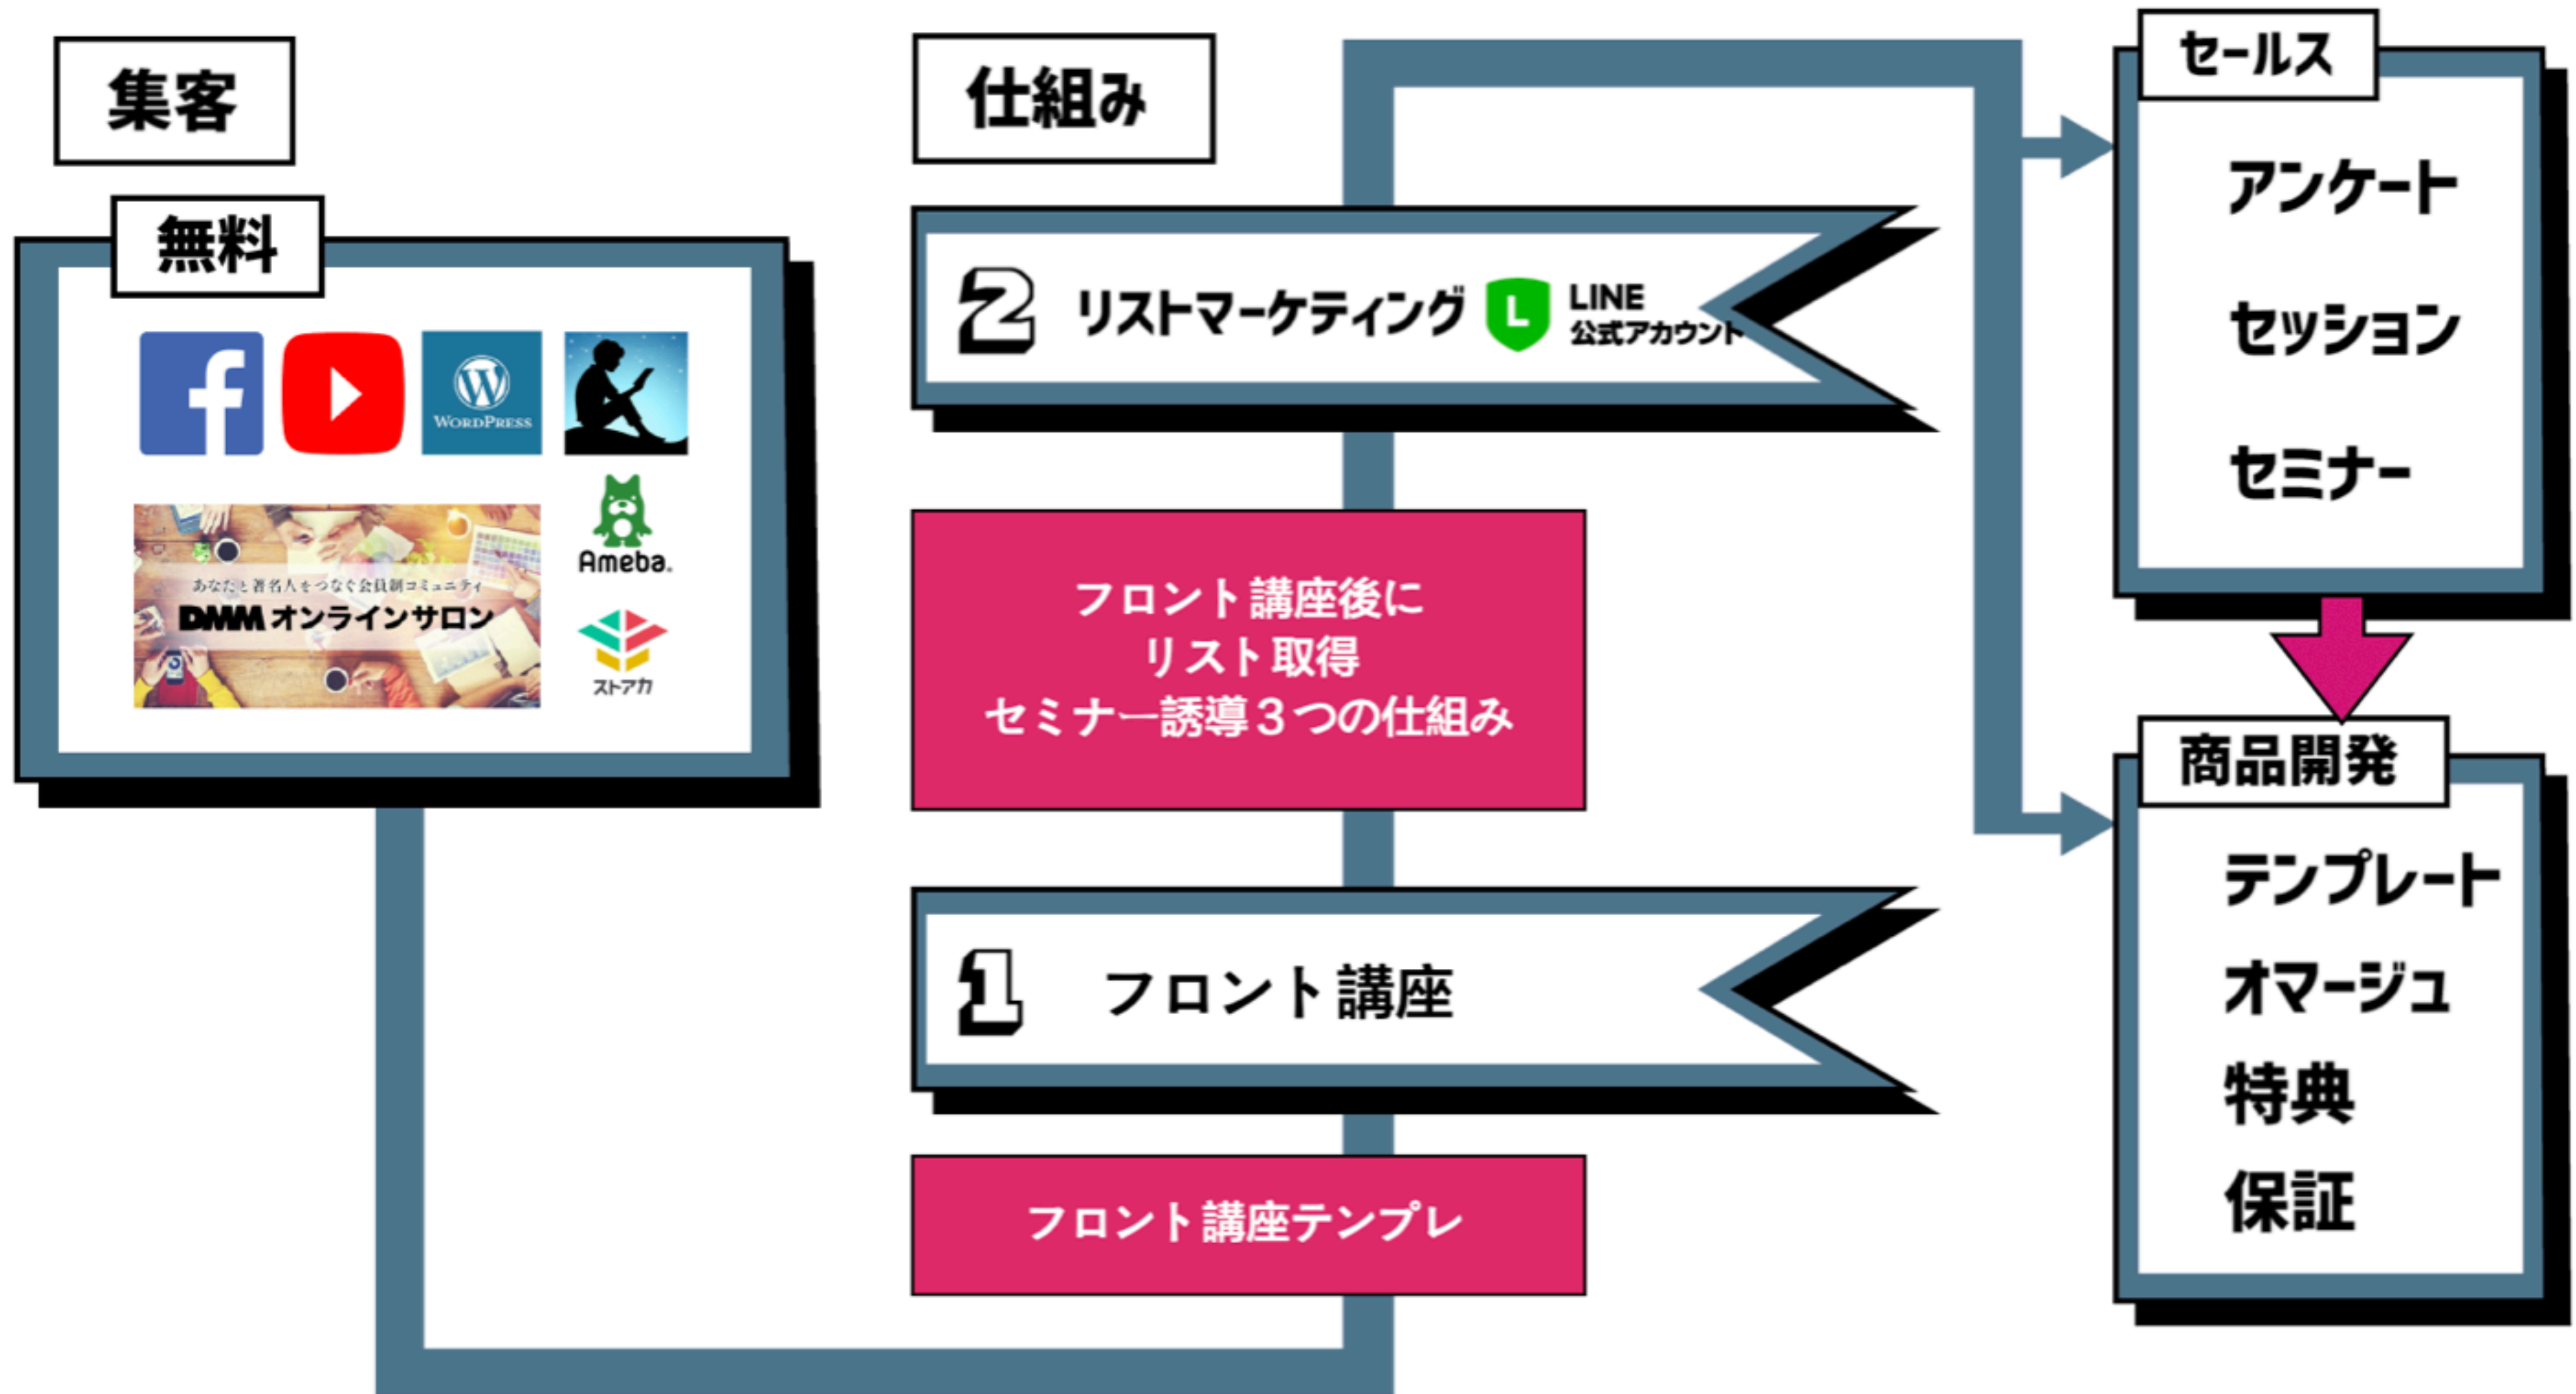 集客
無料
WORDPRESS
あなたと著名人をつなぐ会員制コミュニティ
DMM オンラインサロン
Ameba.
ストアカ
仕組み
2 リストマーケティング
L
LINE
公式アカウント
フロント講座後に
リスト取得
セミナー誘導3つの仕組み
1 フロント講座
フロント講座テンプレ
セールス
アンケート
セッション
セミナー
商品開発
テンプレート
オマージュ
特典
保証